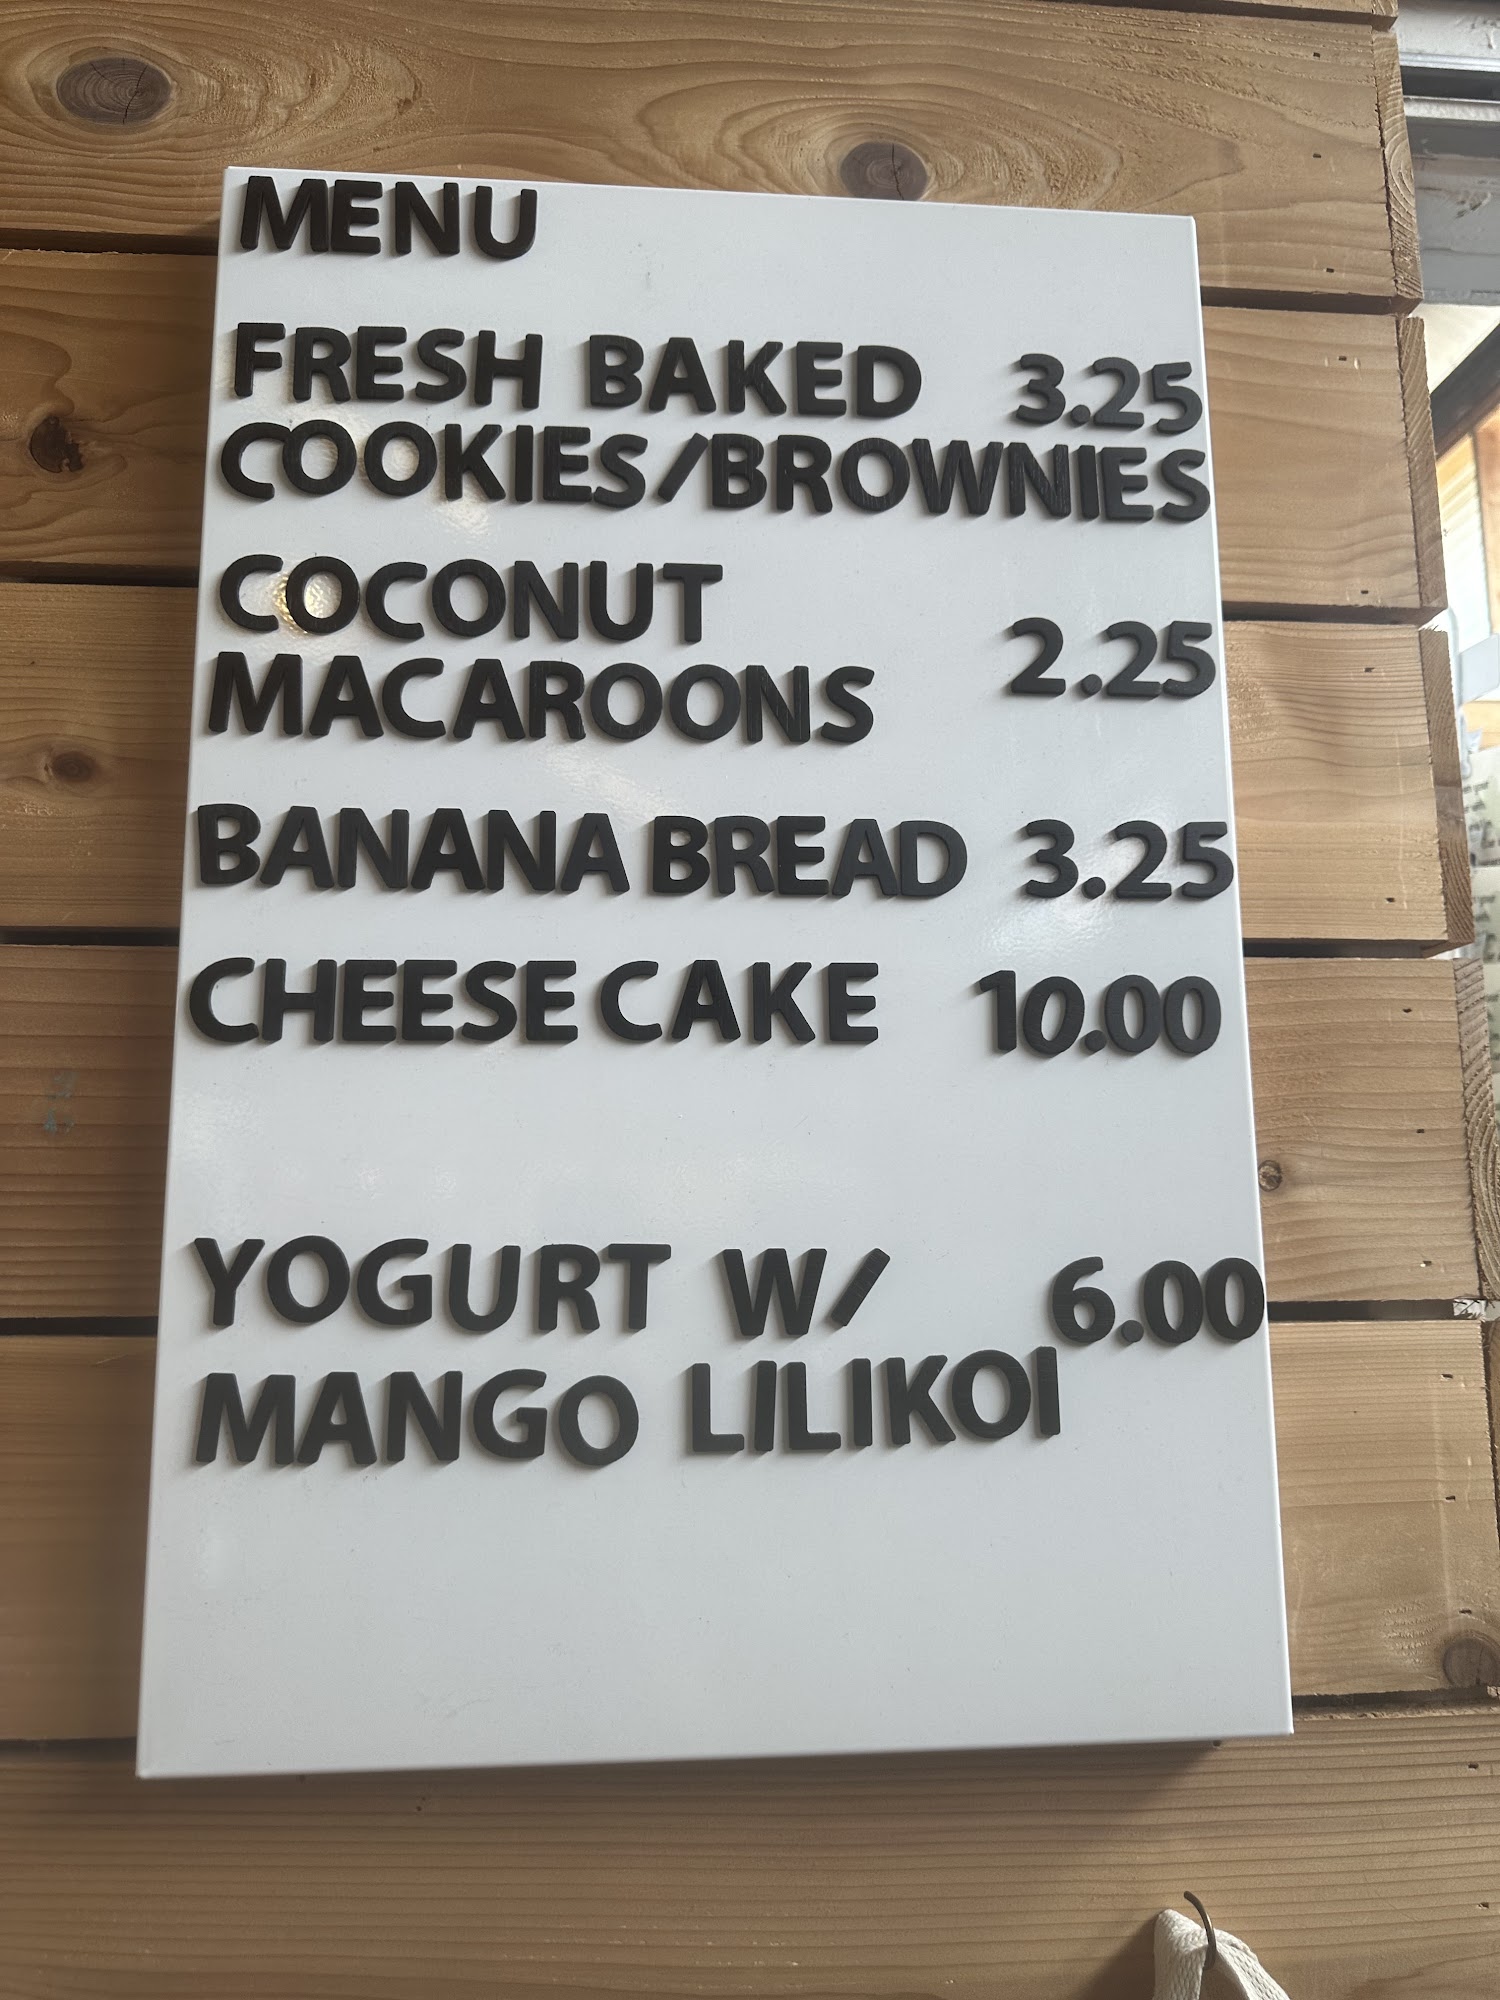 MENU
FRESH BAKED 3.25
COOKIES/BROWNIES
COCONUT
MACAROONS 2.25
BANANA BREAD 3.25
CHEESE CAKE 10.00
YOGURT W/ 6.00
MANGO LILIKOI